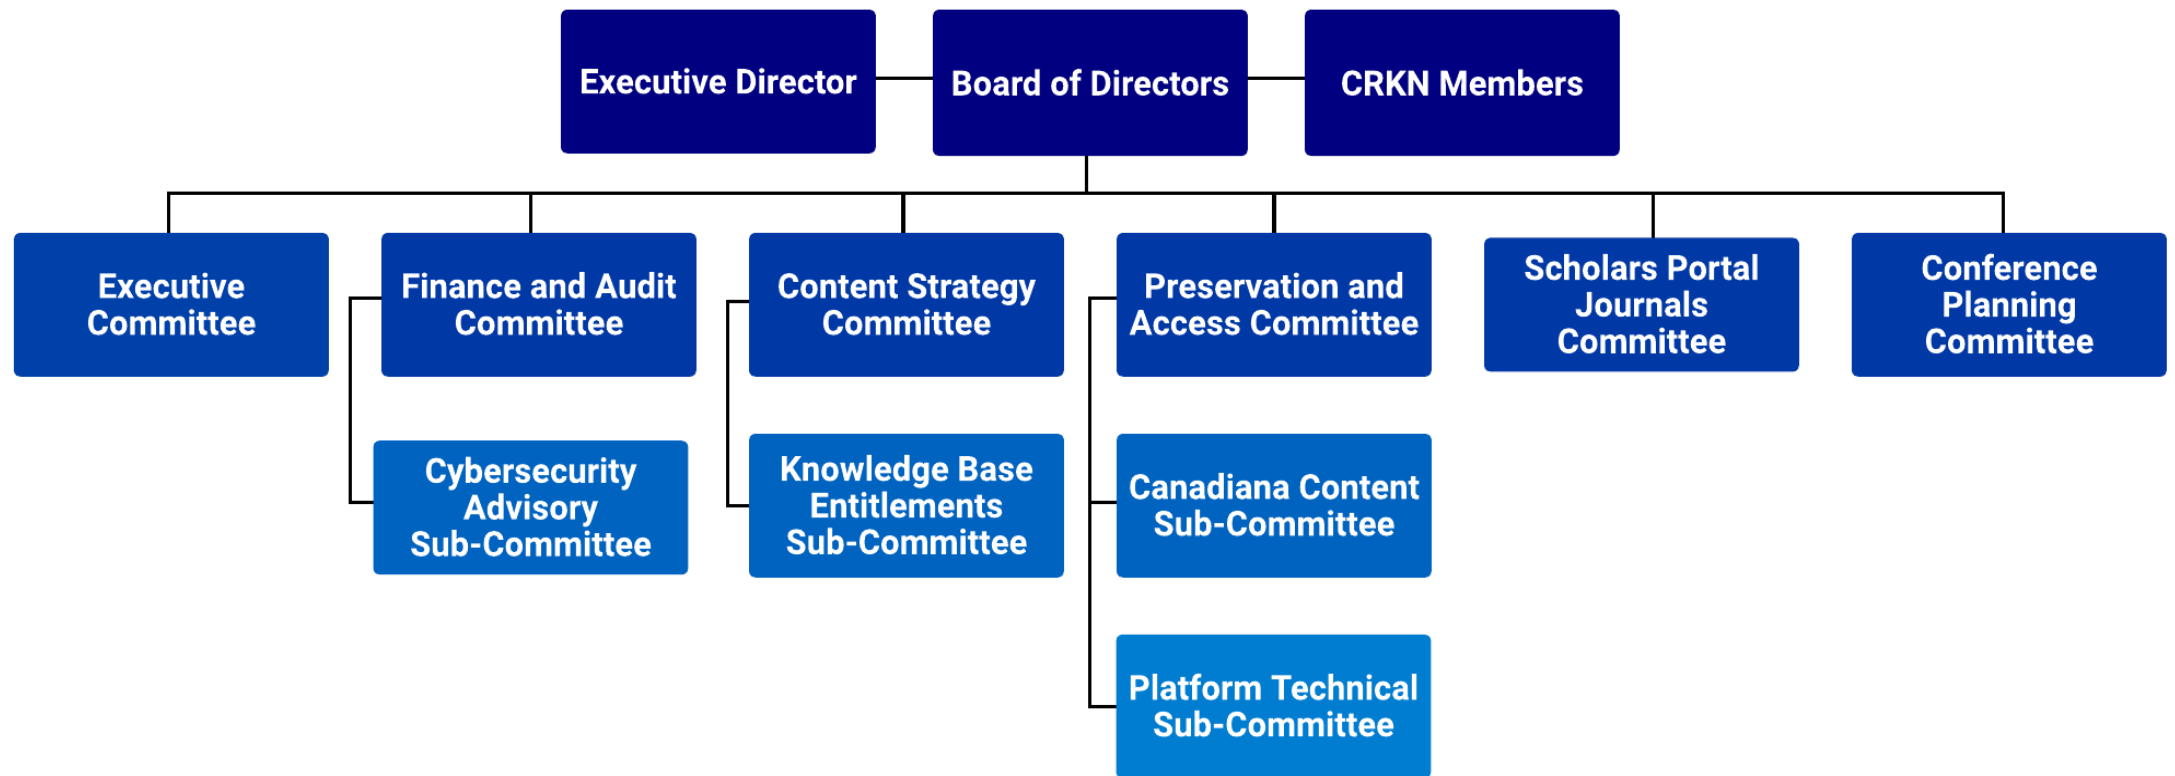 Executive Director
Board of Directors
CRKN Members
Executive
Committee
Finance and Audit
Committee
Content Strategy
Committee
Preservation and
Access Committee
Scholars Portal
Journals
Committee
Conference
Planning
Committee
Cybersecurity
Advisory
Sub-Committee
Knowledge Base
Entitlements
Sub-Committee
Canadiana Content
Sub-Committee
Platform Technical
Sub-Committee